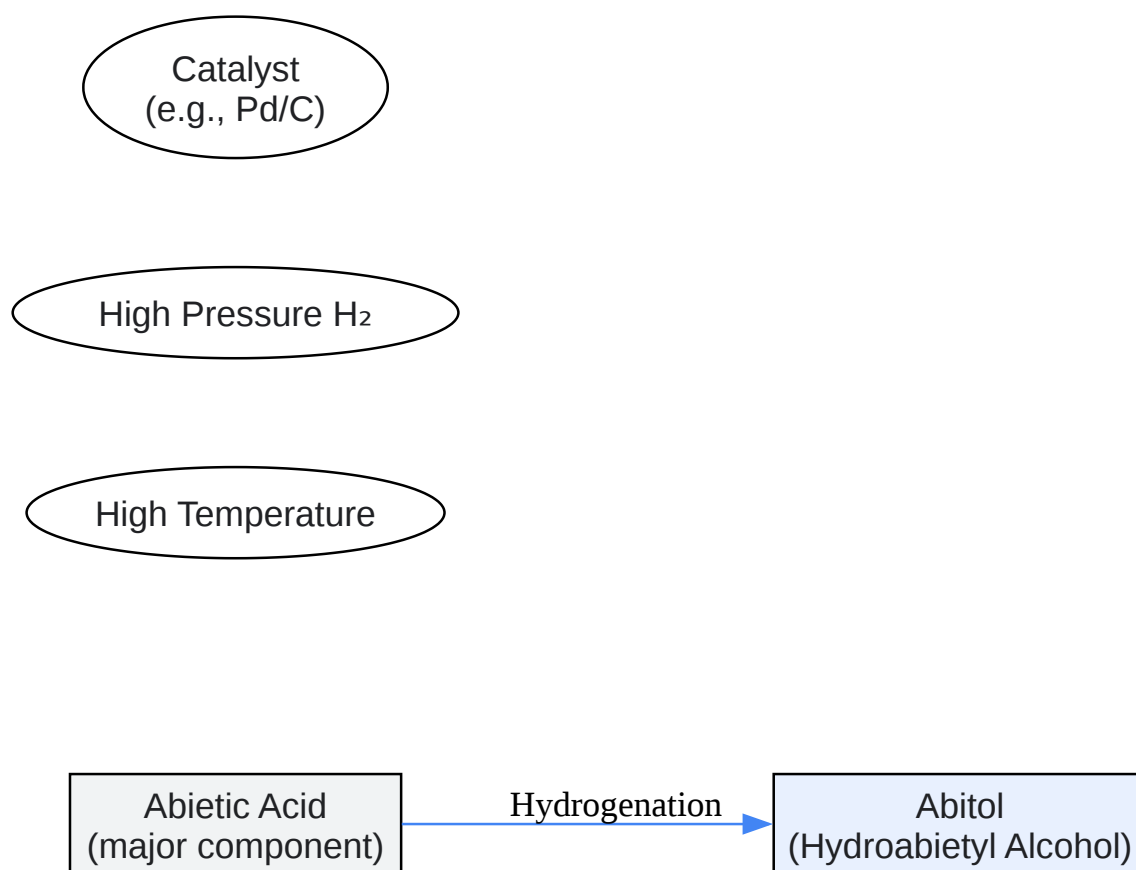 Catalyst
(e.g., Pd/C)
High Pressure H₂
High Temperature
Abietic Acid
(major component)
Hydrogenation
Abitol
(Hydroabietyl Alcohol)